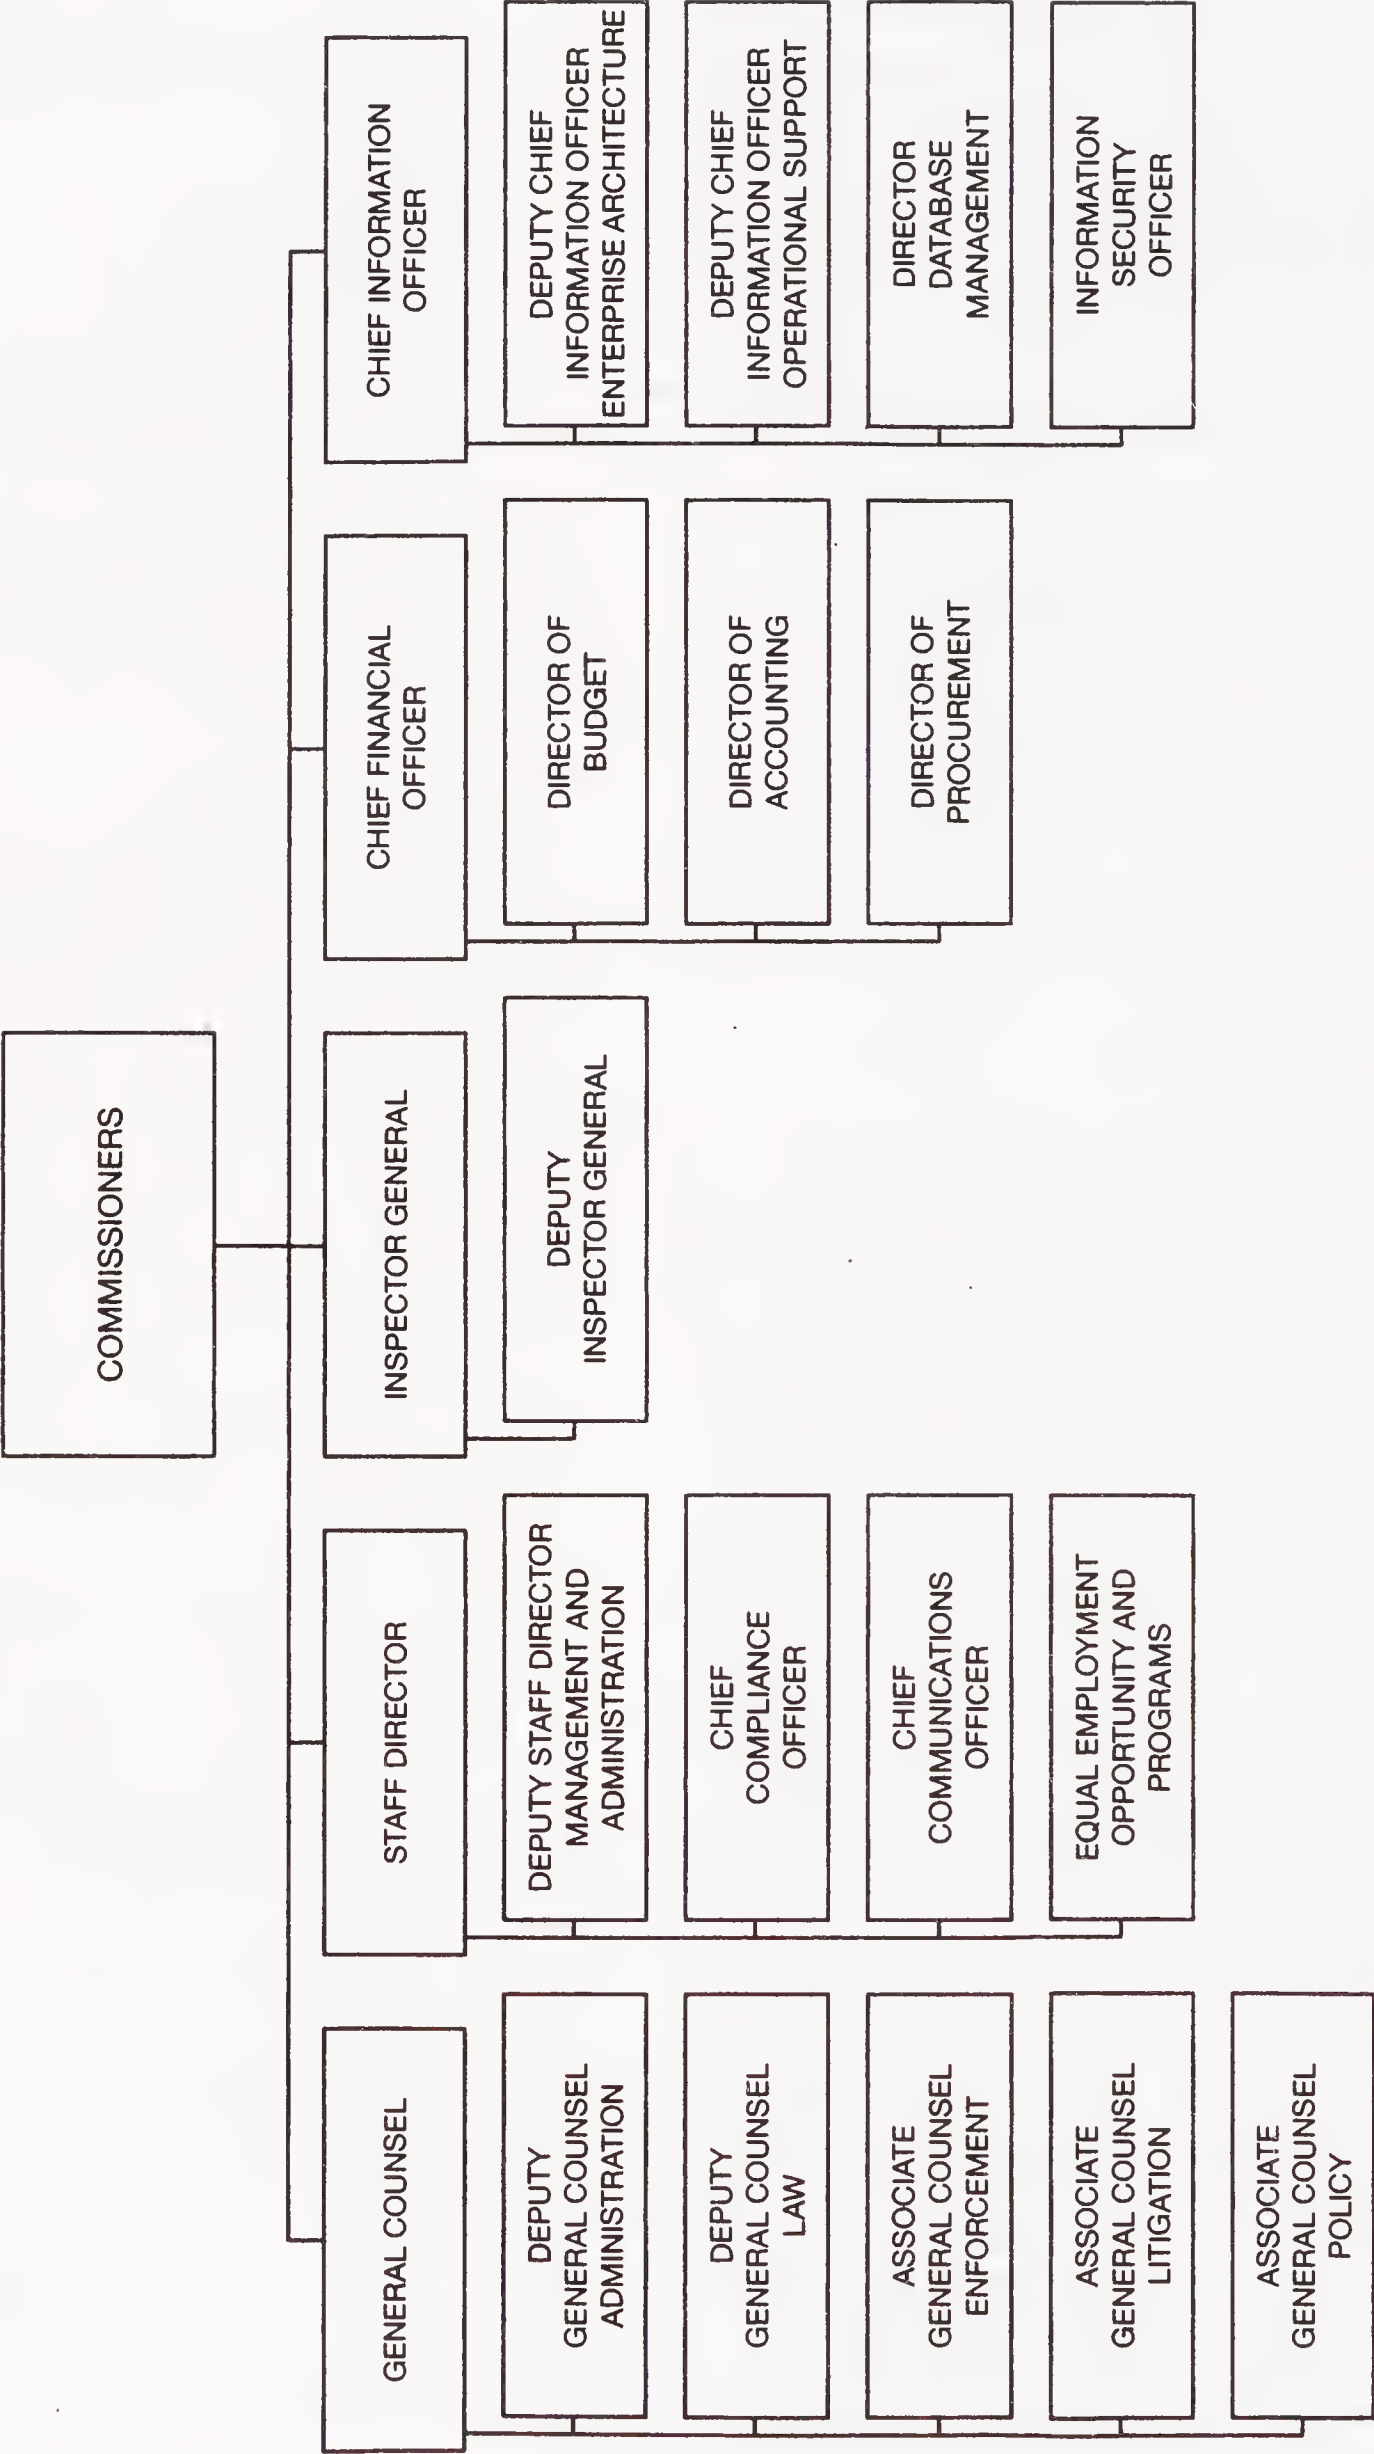 COMMISSIONERS
GENERAL COUNSEL
DEPUTY
GENERAL COUNSEL
ADMINISTRATION
DEPUTY
GENERAL COUNSEL
LAW
ASSOCIATE
GENERAL COUNSEL
ENFORCEMENT
ASSOCIATE
GENERAL COUNSEL
LITIGATION
ASSOCIATE
GENERAL COUNSEL
POLICY
STAFF DIRECTOR
DEPUTY STAFF DIRECTOR
MANAGEMENT AND
ADMINISTRATION
CHIEF
COMPLIANCE
OFFICER
CHIEF
COMMUNICATIONS
OFFICER
EQUAL EMPLOYMENT
OPPORTUNITY AND
PROGRAMS
INSPECTOR GENERAL
DEPUTY
INSPECTOR GENERAL
CHIEF FINANCIAL
OFFICER
DIRECTOR OF
BUDGET
DIRECTOR OF
ACCOUNTING
DIRECTOR OF
PROCUREMENT
CHIEF INFORMATION
OFFICER
DEPUTY CHIEF
INFORMATION OFFICER
ENTERPRISE ARCHITECTURE
DEPUTY CHIEF
INFORMATION OFFICER
OPERATIONAL SUPPORT
DIRECTOR
DATABASE
MANAGEMENT
INFORMATION
SECURITY
OFFICER